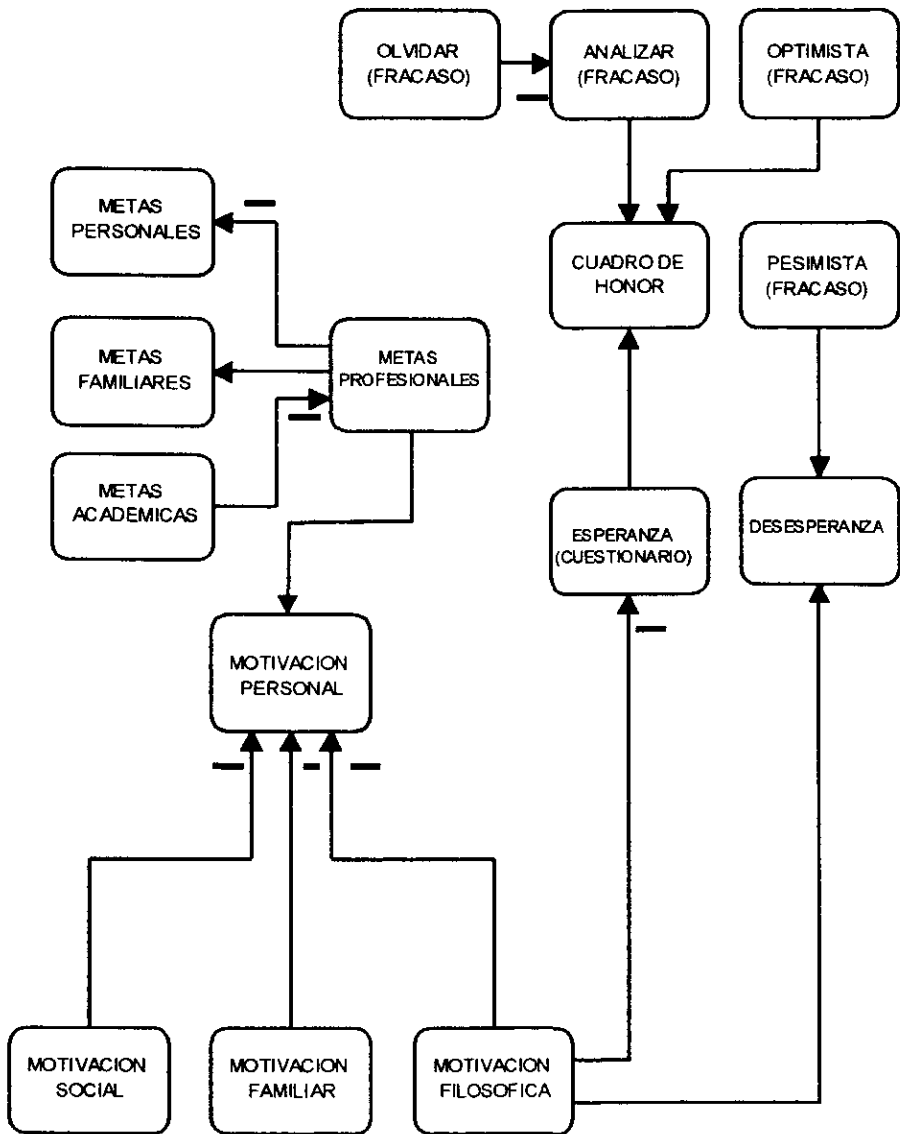 OLVIDAR
(FRACASO)
ANALIZAR
(FRACASO)
OPTIMISTA
(FRACASO)
METAS
PERSONALES
CUADRO DE
HONOR
PESIMISTA
(FRACASO)
METAS
FAMILIARES
METAS
PROFESIONALES
METAS
ACADEMICAS
ESPERANZA
(CUESTIONARIO)
DESESPERANZA
MOTIVACION
PERSONAL
MOTIVACION
SOCIAL
MOTIVACION
FAMILIAR
MOTIVACION
FILOSOFICA